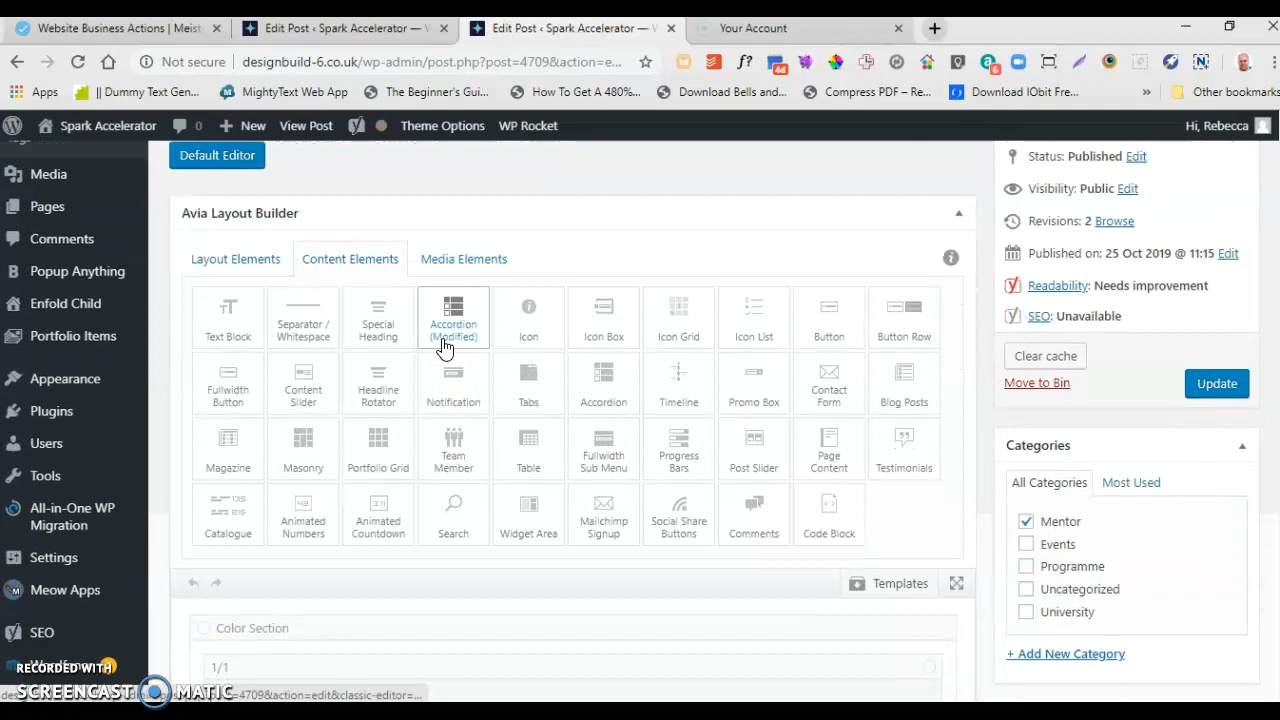 Website Business Actions | Meist
Edit Post ‹ Spark Accelerator — W
Edit Post ‹ Spark Accelerator — W
Your Account
Not secure
designbuild-6.co.uk/wp-admin/post.php?post=4709&action=e...
4d
6
Apps
|| Dummy Text Gen...
MightyText Web App
The Beginner's Gui...
How To Get A 480%...
Download Bells and...
Compress PDF – Re...
Download IObit Fre...
»
Other bookmarks
Spark Accelerator
0
New
View Post
Theme Options
WP Rocket
Hi, Rebecca
Media
Pages
Comments
Popup Anything
Enfold Child
Portfolio Items
Appearance
Plugins
Users
Tools
All-in-One WP
Migration
Settings
Meow Apps
SEO
Default Editor
Avia Layout Builder
Layout Elements
Content Elements
Media Elements
Text Block
Separator /
Whitespace
Special
Heading
Accordion
(Modified)
Icon
Icon Box
Icon Grid
Icon List
Button
Button Row
Fullwidth
Button
Content
Slider
Headline
Rotator
Notification
Tabs
Accordion
Timeline
Promo Box
Contact
Form
Blog Posts
Magazine
Masonry
Portfolio Grid
Team
Member
Table
Fullwidth
Sub Menu
Progress
Bars
Post Slider
Page
Content
Testimonials
Catalogue
Animated
Numbers
Animated
Countdown
Search
Widget Area
Mailchimp
Signup
Social Share
Buttons
Comments
Code Block
Templates
Color Section
1/1
Status: Published Edit
Visibility: Public Edit
Revisions: 2 Browse
Published on: 25 Oct 2019 @ 11:15 Edit
Readability: Needs improvement
SEO: Unavailable
Clear cache
Move to Bin
Update
Categories
All Categories
Most Used
Mentor
Events
Programme
Uncategorized
University
+ Add New Category
RECORDED WITH
SCREENCAST MATIC
=4709&action=edit&classic-editor=...